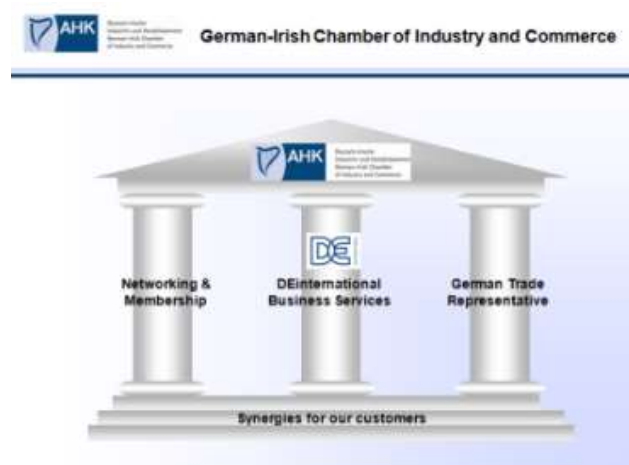 AHK
German-Irish Chamber of Industry and Commerce
AHK
DE
Networking &
Membership
DEinternational
Business Services
German Trade
Representative
Synergies for our customers